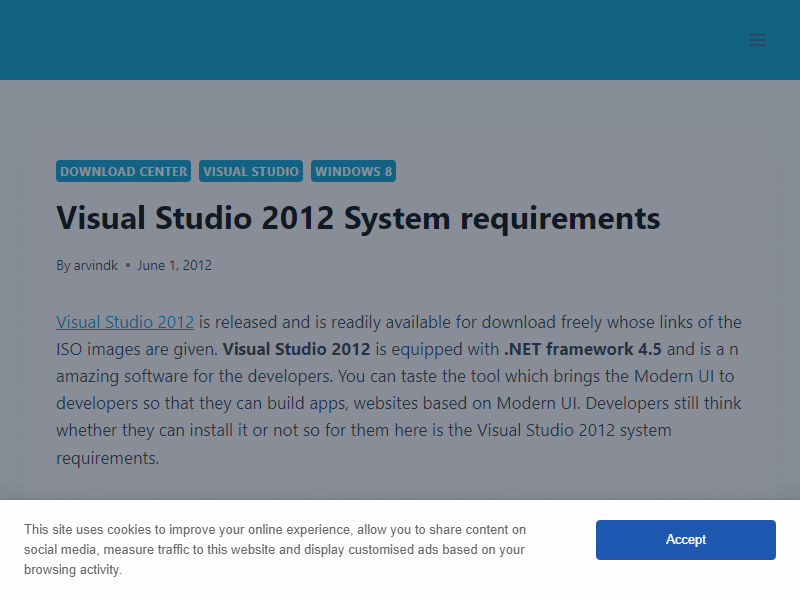 DOWNLOAD CENTER VISUAL STUDIO WINDOWS 8
Visual Studio 2012 System requirements
By arvindk • June 1, 2012
Visual Studio 2012 is released and is readily available for download freely whose links of the
ISO images are given. Visual Studio 2012 is equipped with .NET framework 4.5 and is a n
amazing software for the developers. You can taste the tool which brings the Modern UI to
developers so that they can build apps, websites based on Modern UI. Developers still think
whether they can install it or not so for them here is the Visual Studio 2012 system
requirements.
This site uses cookies to improve your online experience, allow you to share content on
social media, measure traffic to this website and display customised ads based on your
browsing activity.
Accept